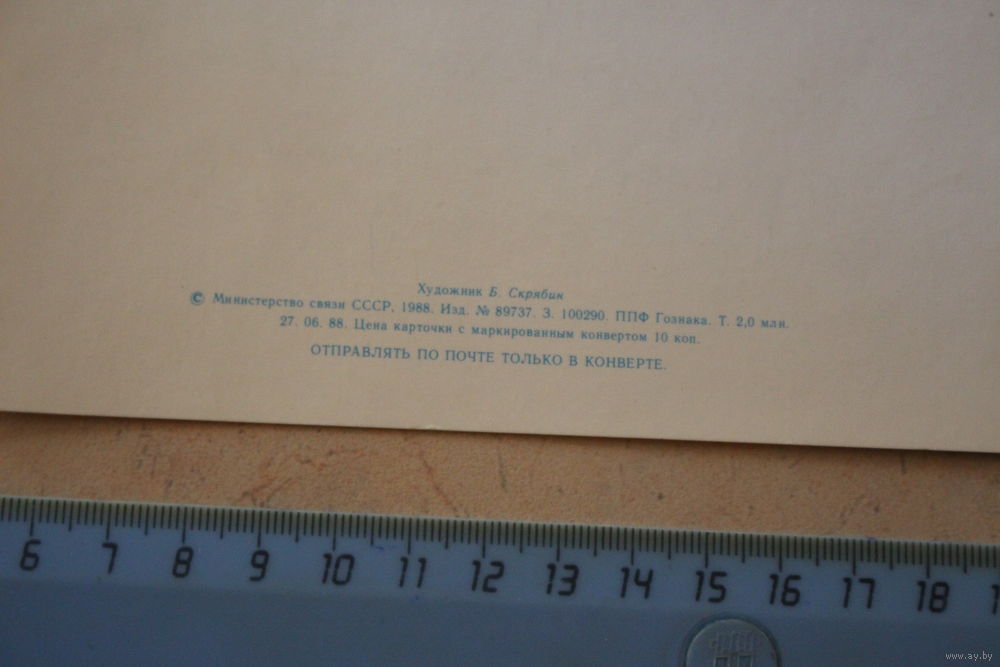 Художник Б. Скрябин
© Министерство связи СССР, 1988. Изд. № 89737. З. 100290. ППФ Гознака. Т. 2,0 млн.
27. 06. 88. Цена карточки с маркированным конвертом 10 коп.
ОТПРАВЛЯТЬ ПО ПОЧТЕ ТОЛЬКО В КОНВЕРТЕ.
6 7 8 9 10 11 12 13 14 15 16 17 18
www.ay.by